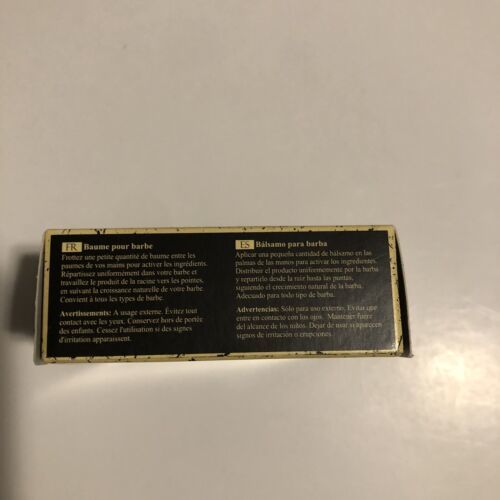 FR Baume pour barbe
Frottez une petite quantité de baume entre les
paumes de vos mains pour activer les ingrédients.
Répartissez uniformément dans votre barbe et
travaillez le produit de la racine vers les pointes,
en suivant la croissance naturelle de votre barbe.
Convient à tous les types de barbe.
Avertissements: A usage externe. Évitez tout
contact avec les yeux. Conservez hors de portée
des enfants. Cessez l'utilisation si des signes
d'irritation apparaissent.
ES Bálsamo para barba
Aplicar una pequeña cantidad de bálsamo en las
palmas de las manos para activar los ingredientes.
Distribuir el producto uniformemente por la barba
y repartirlo desde la raiz hasta las puntas,
siguiendo el crecimiento natural de la barba.
Adecuado para todo tipo de barba.
Advertencias: Sólo para uso externo. Evitar que
entre en contacto con los ojos. Mantener fuera
del alcance de los niños. Dejar de usar si aparecen
signos de irritación o erupciones.